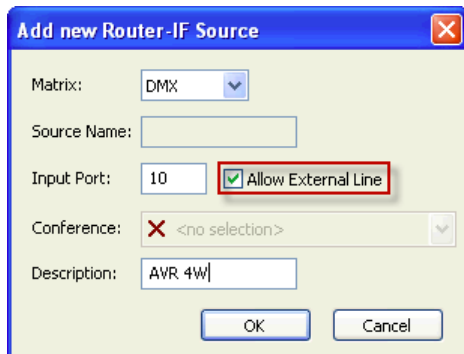 Add new Router-IF Source
Matrix: DMX
Source Name:
Input Port: 10 Allow External Line
Conference: <no selection>
Description: AVR 4W
OK Cancel